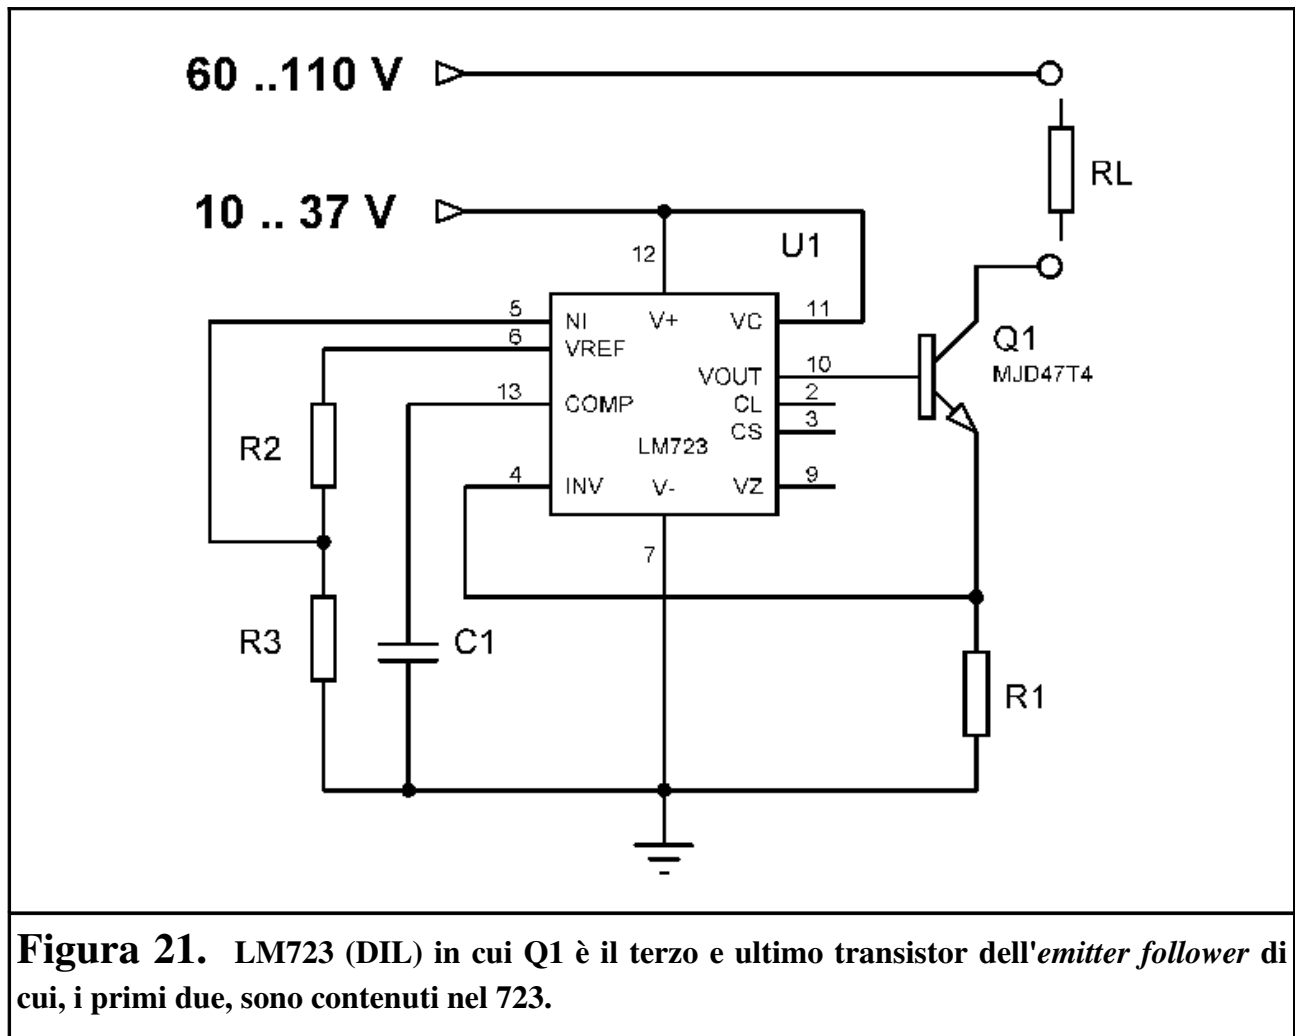 60 ..110 V
RL
10 .. 37 V
12
U1
5
NI
V+
VC
11
6
VREF
Q1
MJD47T4
VOUT
10
13
COMP
CL
2
R2
CS
3
LM723
4
INV
V-
VZ
9
7
R3
C1
R1
Figura 21. LM723 (DIL) in cui Q1 è il terzo e ultimo transistor dell'emitter follower di
cui, i primi due, sono contenuti nel 723.